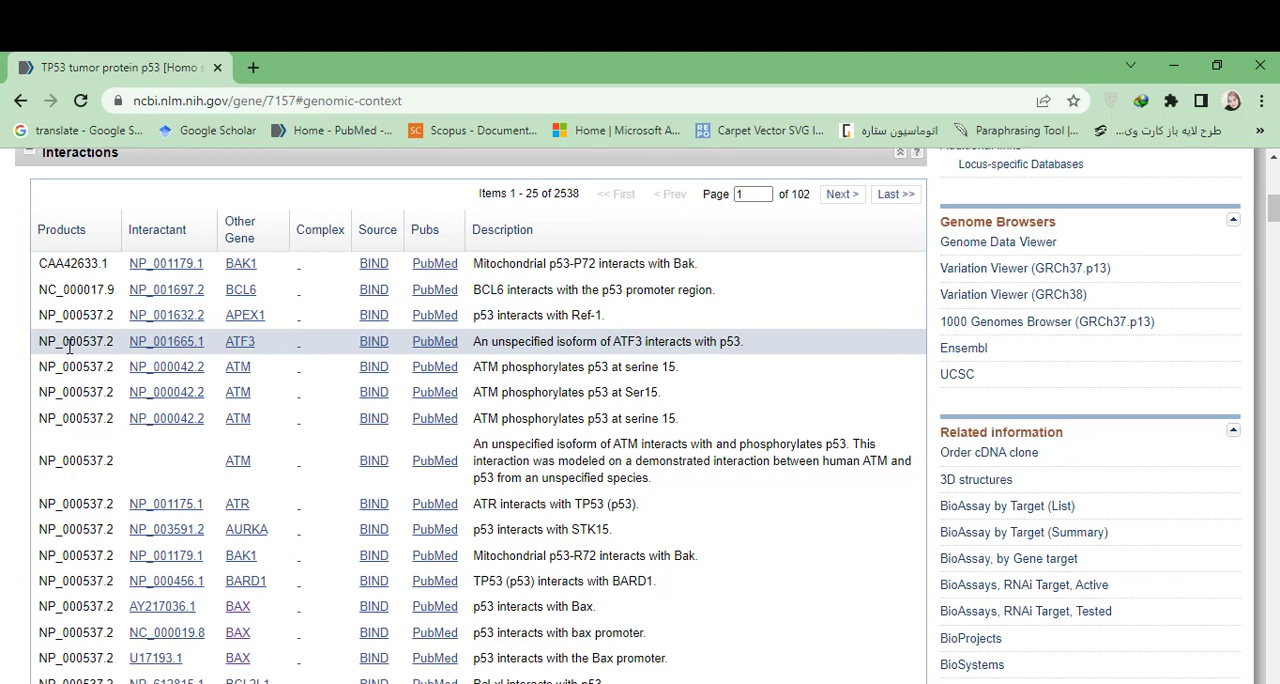 TP53 tumor protein p53 [Homo s
ncbi.nlm.nih.gov/gene/7157#genomic-context
translate - Google S... Google Scholar Home - PubMed -... Scopus - Document... Home | Microsoft A... Carpet Vector SVG I... اتوماسیون ستاره Paraphrasing Tool |... طرح لایه باز کارت وی... »
Interactions
Locus-specific Databases
Items 1 - 25 of 2538 << First < Prev Page 1 of 102 Next > Last >>
Products Interactant Other Gene Complex Source Pubs Description
CAA42633.1 NP_001179.1 BAK1 - BIND PubMed Mitochondrial p53-P72 interacts with Bak.
NC_000017.9 NP_001697.2 BCL6 - BIND PubMed BCL6 interacts with the p53 promoter region.
NP_000537.2 NP_001632.2 APEX1 - BIND PubMed p53 interacts with Ref-1.
NP_000537.2 NP_001665.1 ATF3 - BIND PubMed An unspecified isoform of ATF3 interacts with p53.
NP_000537.2 NP_000042.2 ATM - BIND PubMed ATM phosphorylates p53 at serine 15.
NP_000537.2 NP_000042.2 ATM - BIND PubMed ATM phosphorylates p53 at Ser15.
NP_000537.2 NP_000042.2 ATM - BIND PubMed ATM phosphorylates p53 at serine 15.
An unspecified isoform of ATM interacts with and phosphorylates p53. This
NP_000537.2 ATM - BIND PubMed interaction was modeled on a demonstrated interaction between human ATM and
p53 from an unspecified species.
NP_000537.2 NP_001175.1 ATR - BIND PubMed ATR interacts with TP53 (p53).
NP_000537.2 NP_003591.2 AURKA - BIND PubMed p53 interacts with STK15.
NP_000537.2 NP_001179.1 BAK1 - BIND PubMed Mitochondrial p53-R72 interacts with Bak.
NP_000537.2 NP_000456.1 BARD1 - BIND PubMed TP53 (p53) interacts with BARD1.
NP_000537.2 AY217036.1 BAX - BIND PubMed p53 interacts with Bax.
NP_000537.2 NC_000019.8 BAX - BIND PubMed p53 interacts with bax promoter.
NP_000537.2 U17193.1 BAX - BIND PubMed p53 interacts with the Bax promoter.
Genome Browsers
Genome Data Viewer
Variation Viewer (GRCh37.p13)
Variation Viewer (GRCh38)
1000 Genomes Browser (GRCh37.p13)
Ensembl
UCSC
Related information
Order cDNA clone
3D structures
BioAssay by Target (List)
BioAssay by Target (Summary)
BioAssay, by Gene target
BioAssays, RNAi Target, Active
BioAssays, RNAi Target, Tested
BioProjects
BioSystems